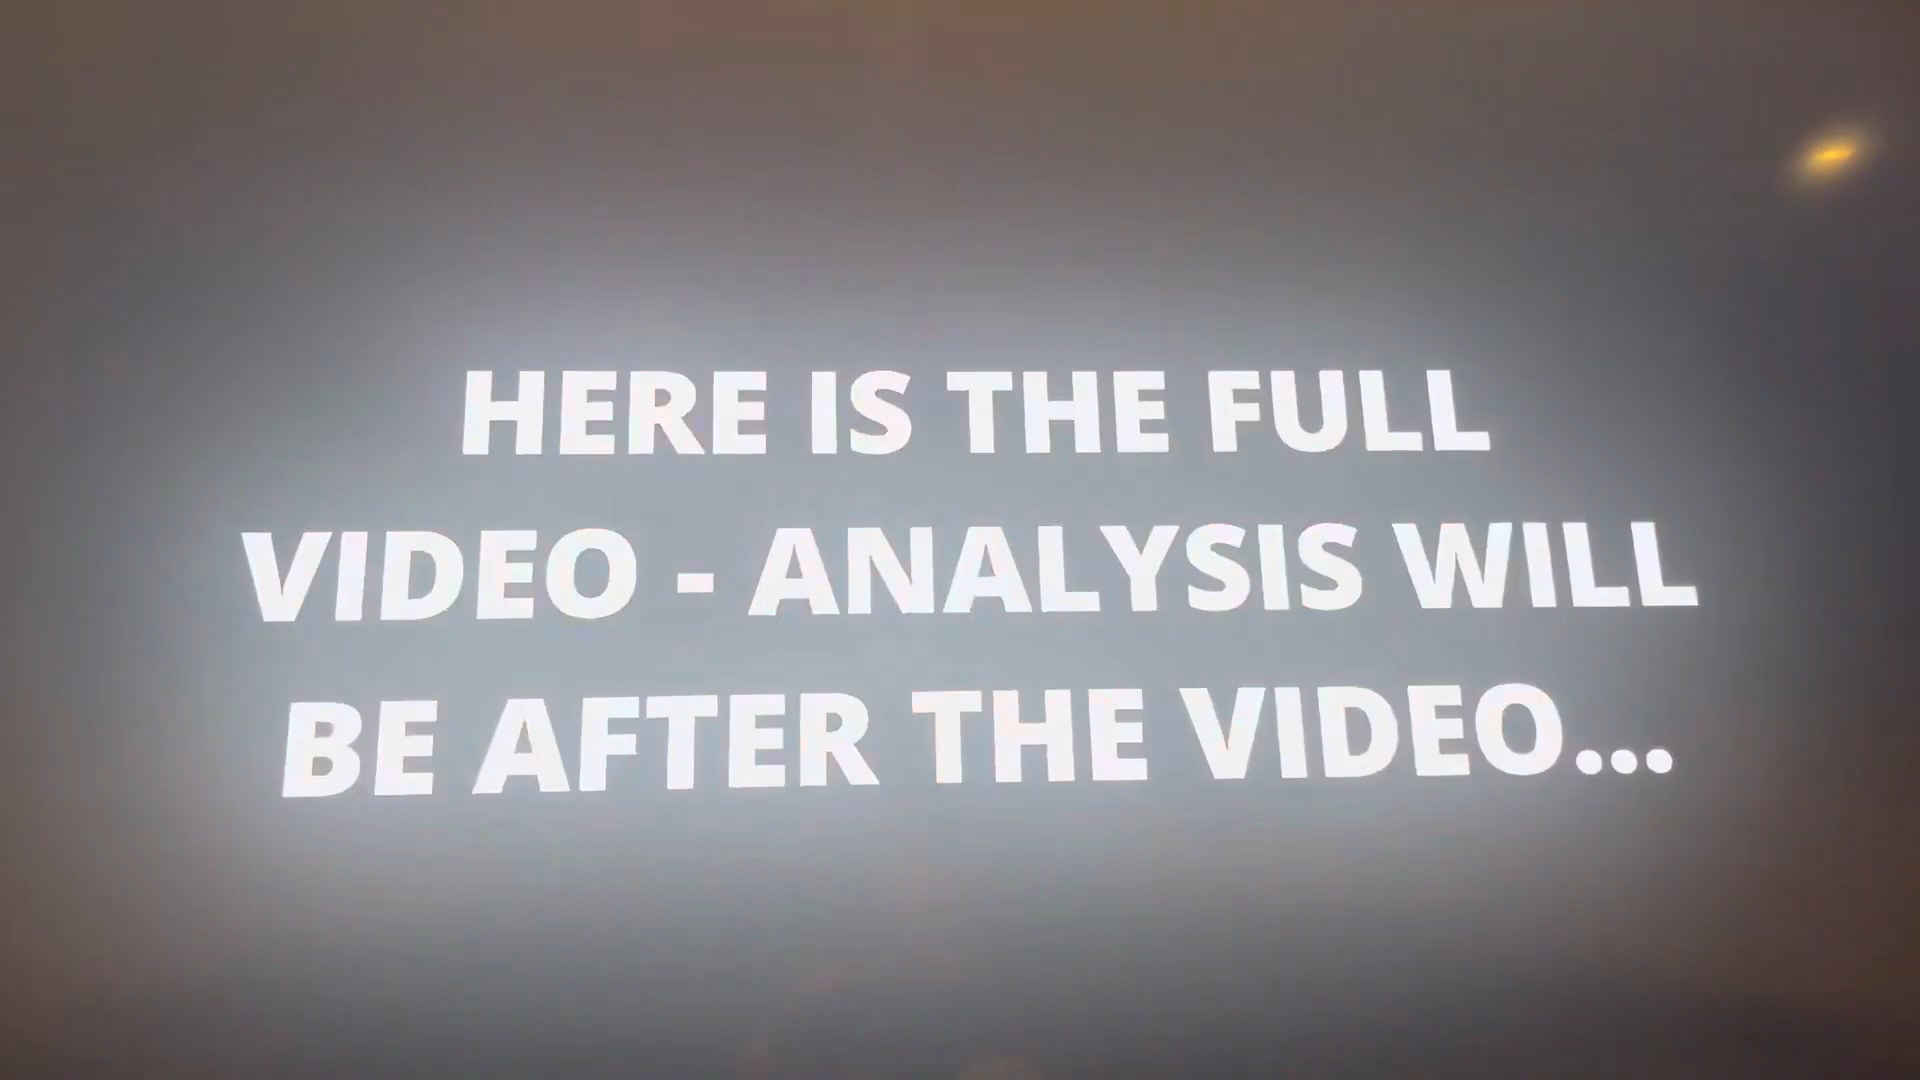 HERE IS THE FULL
VIDEO - ANALYSIS WILL
BE AFTER THE VIDEO...